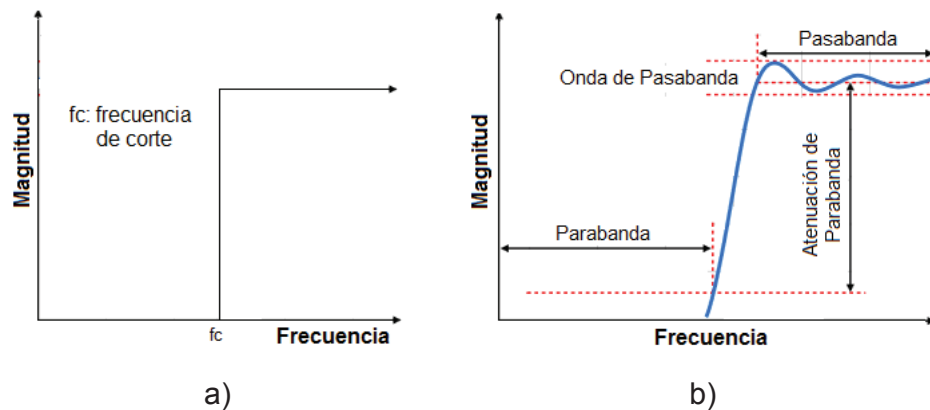 Magnitud
fc: frecuencia
de corte
fc
Frecuencia
a)
Magnitud
Pasabanda
Onda de Pasabanda
Parabanda
Atenuación de
Parabanda
Frecuencia
b)